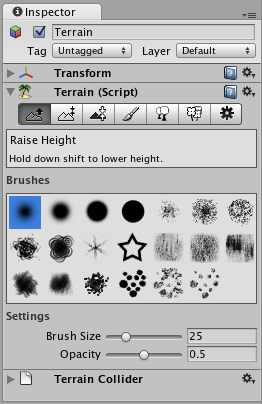 Inspector
Terrain
Tag Untagged Layer Default
Transform
Terrain (Script)
Raise Height
Hold down shift to lower height.
Brushes
Settings
Brush Size 25
Opacity 0.5
Terrain Collider